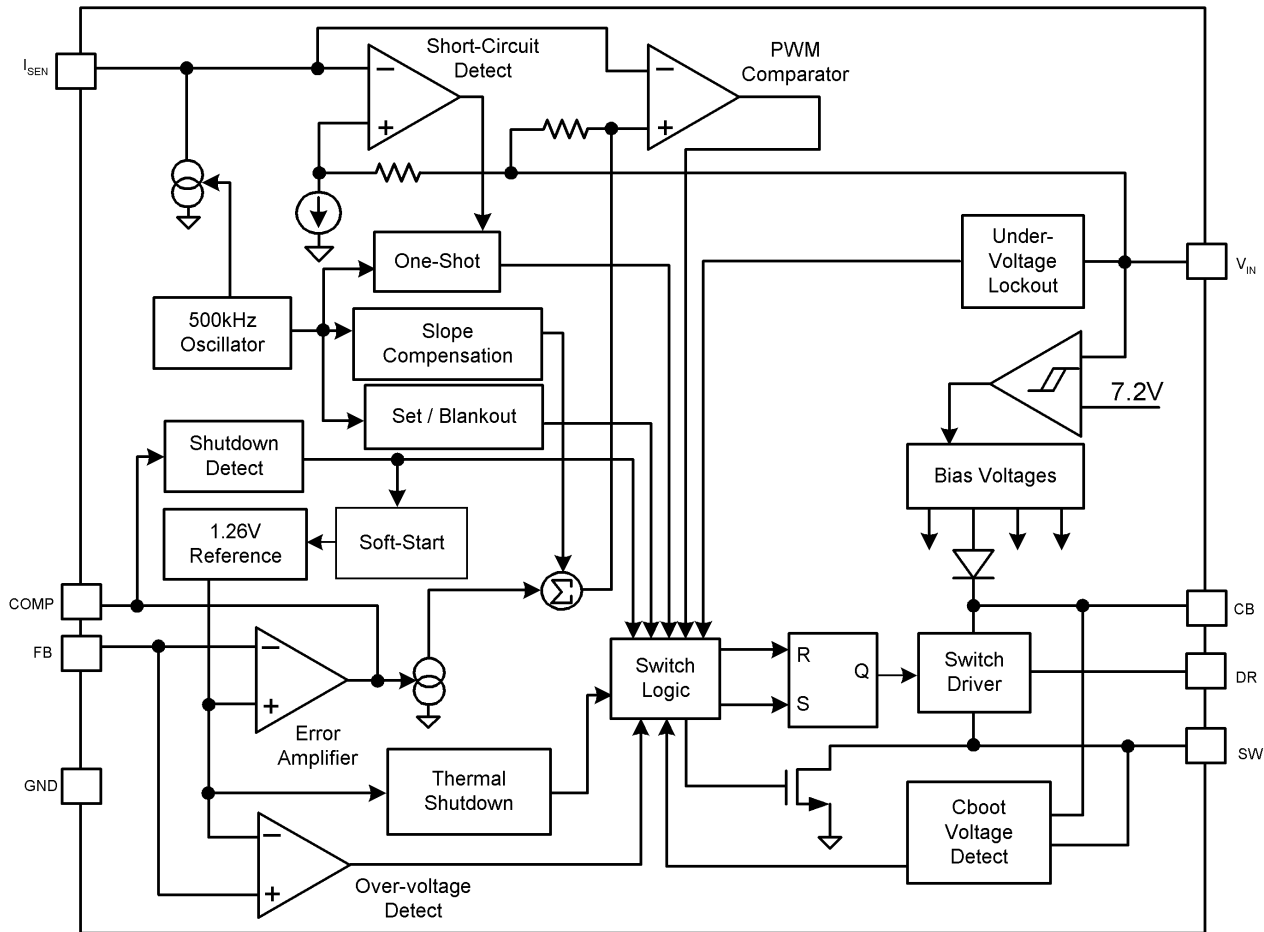 I SEN
Short-Circuit
Detect
PWM
Comparator
−
+
−
+
One-Shot
Under-
Voltage
Lockout
V IN
500kHz
Oscillator
Slope
Compensation
Set / Blankout
7.2V
Shutdown
Detect
Bias Voltages
1.26V
Reference
Soft-Start
Σ
COMP
CB
FB
−
+
Error
Amplifier
Switch
Logic
R
S
Q
Switch
Driver
DR
SW
GND
Thermal
Shutdown
Cboot
Voltage
Detect
−
+
Over-voltage
Detect